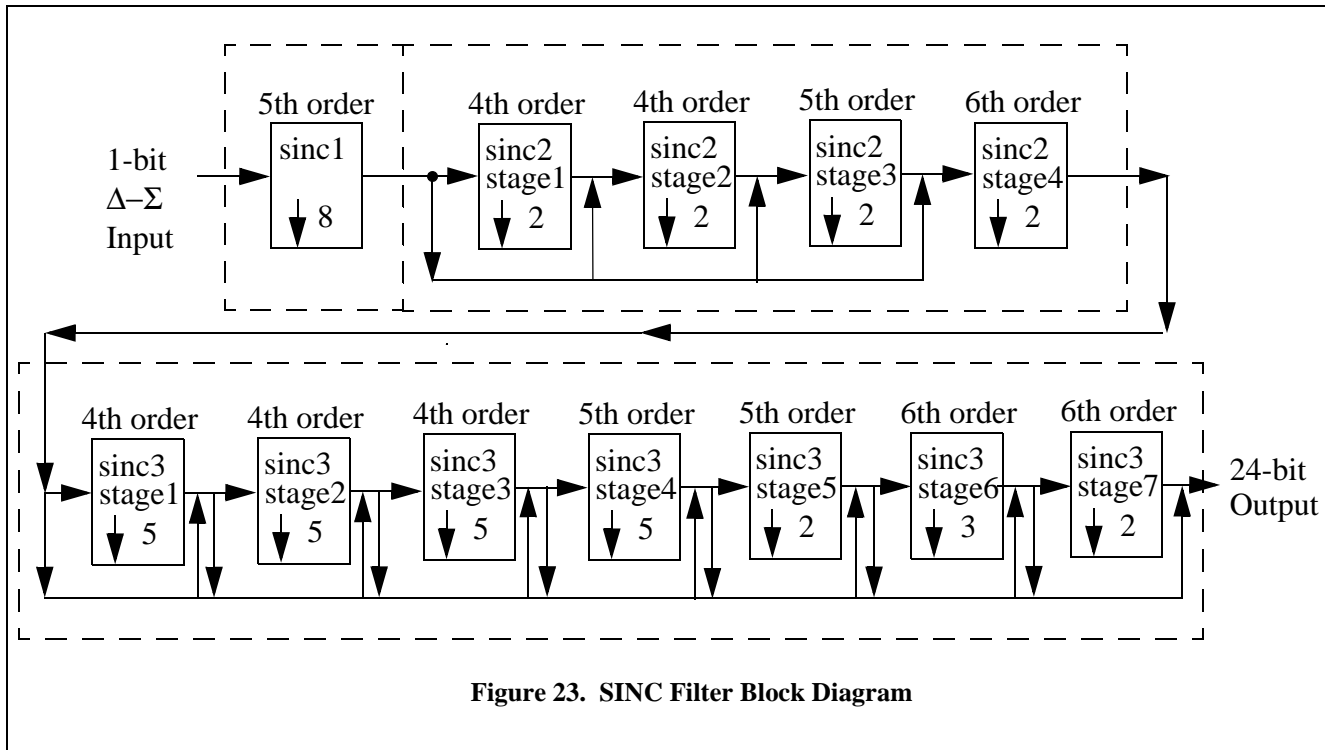 5th order
4th order
4th order
5th order
6th order
1-bit
Δ–Σ
Input
sinc1
8
sinc2
stage1
2
sinc2
stage2
2
sinc2
stage3
2
sinc2
stage4
2
4th order
4th order
4th order
5th order
5th order
6th order
6th order
sinc3
stage1
5
sinc3
stage2
5
sinc3
stage3
5
sinc3
stage4
5
sinc3
stage5
2
sinc3
stage6
3
sinc3
stage7
2
24-bit
Output
Figure 23. SINC Filter Block Diagram